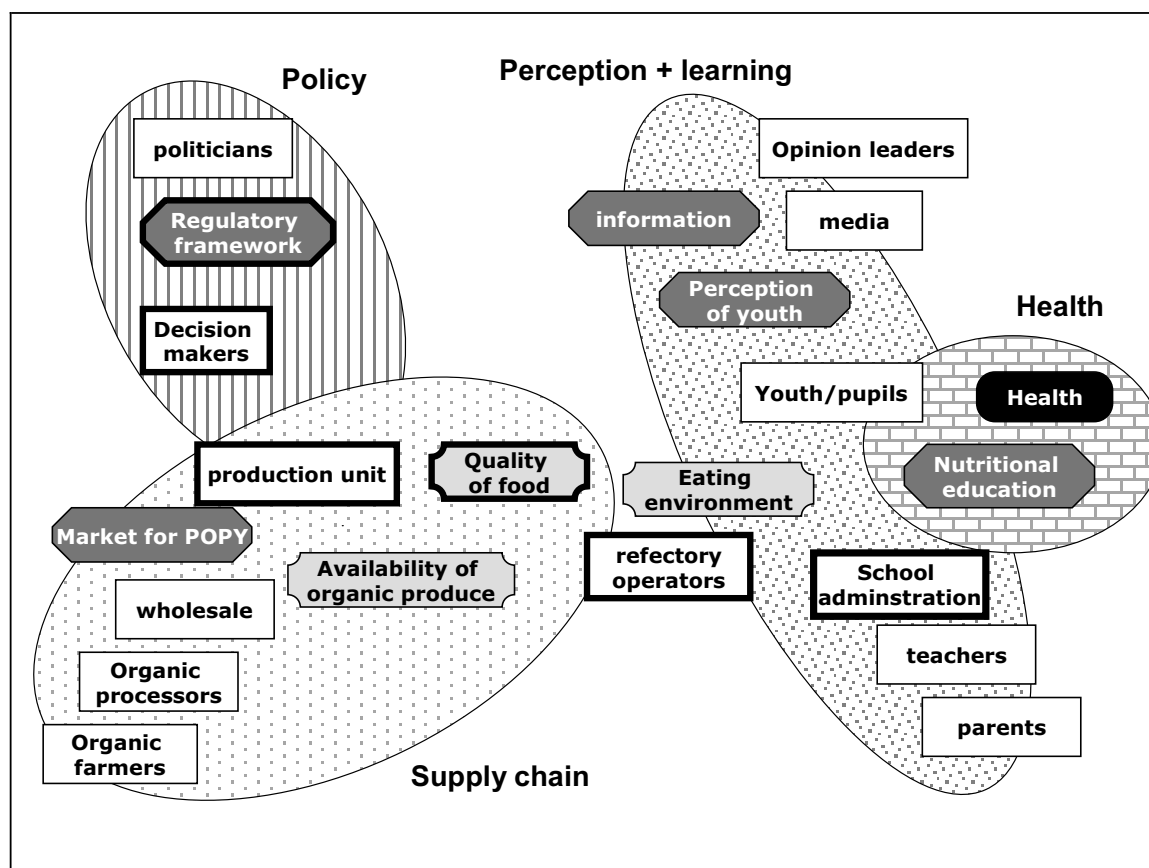 Policy
Perception + learning
politicians
Opinion leaders
Regulatory
framework
information
media
Perception
of youth
Health
Decision
makers
Youth/pupils
Health
production unit
Quality
of food
Eating
environment
Nutritional
education
Market for POPY
Availability of
organic produce
refectory
operators
School
adminstration
wholesale
teachers
Organic
processors
parents
Organic
farmers
Supply chain